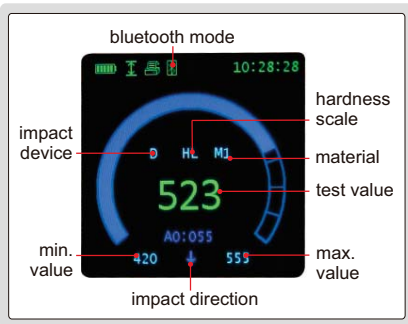 bluetooth mode
10:28:28
hardness
scale
impact
device
D HL M1
material
523
test value
A0:055
min.
value
420
555
max.
value
impact direction